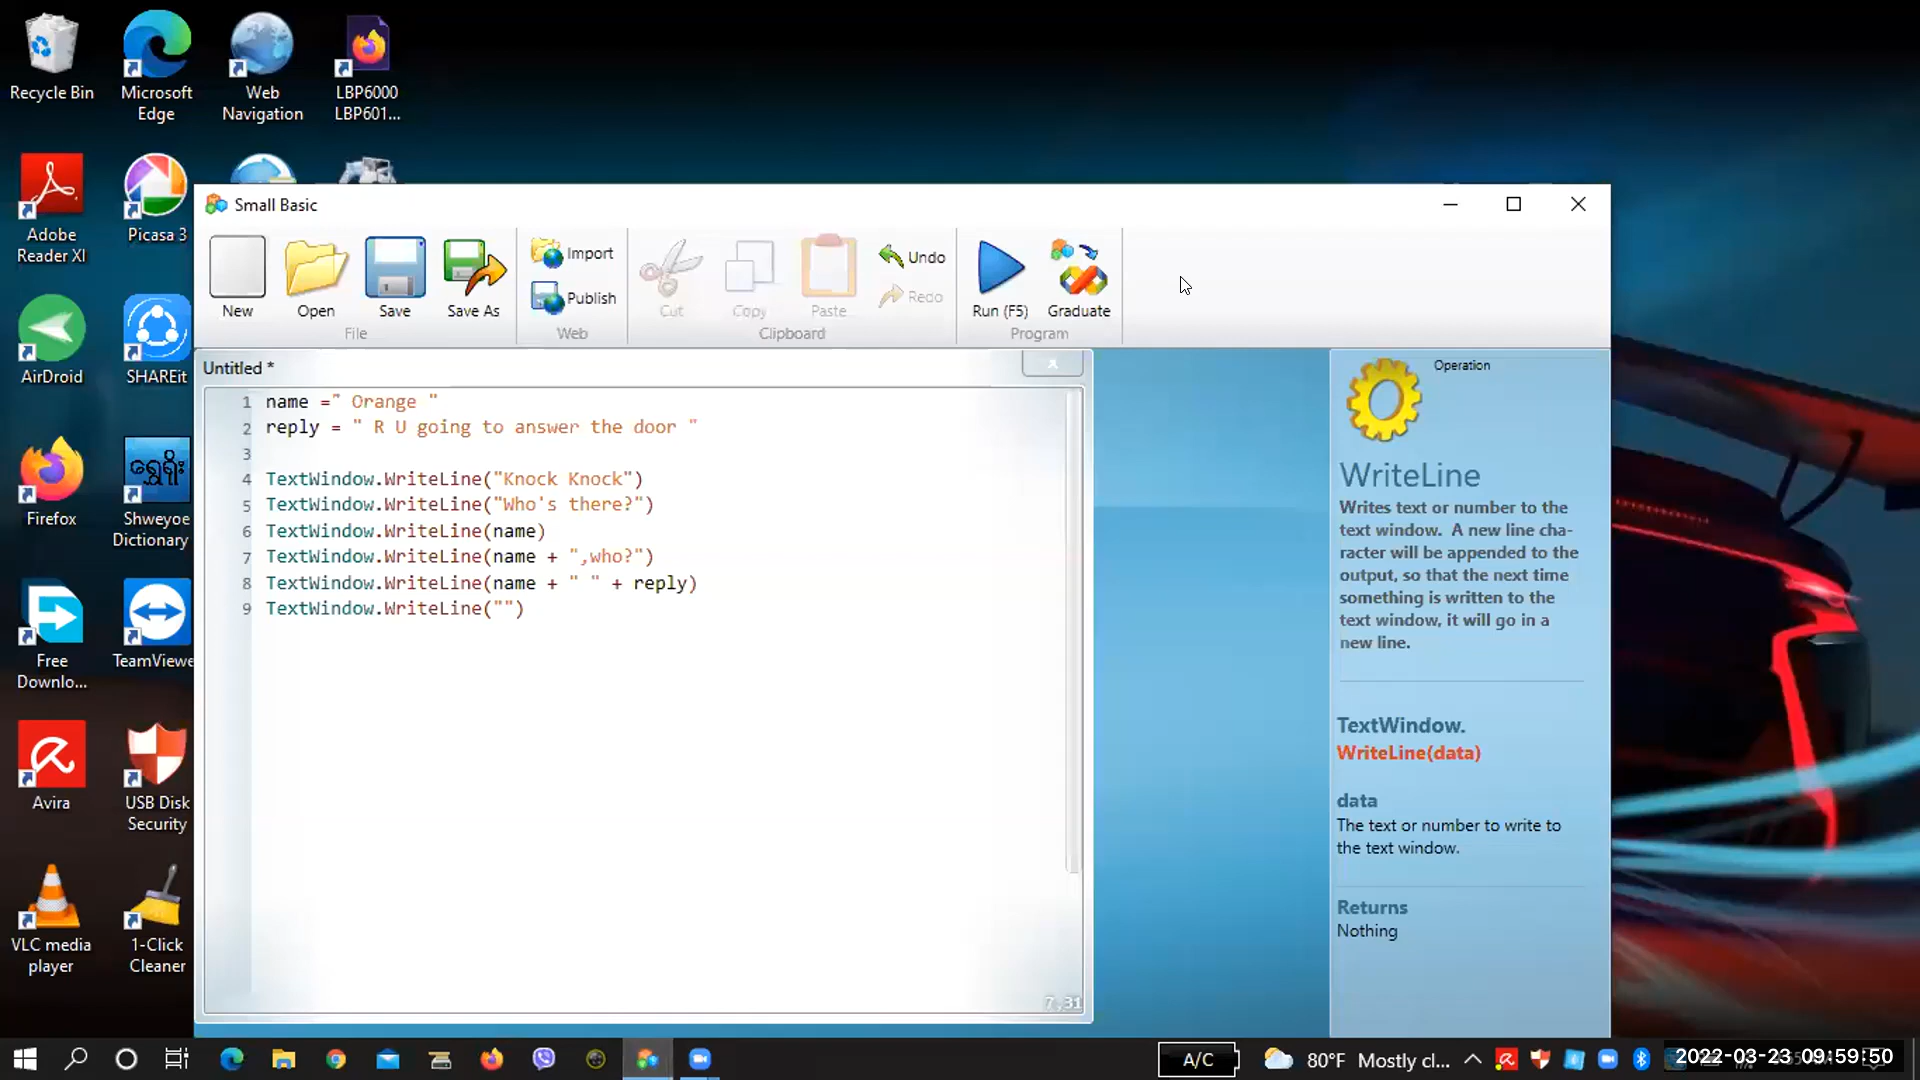 Recycle Bin
Microsoft
Edge
Web
Navigation
LBP6000
LBP601...
Adobe
Reader XI
Picasa 3
AirDroid
SHAREit
Firefox
ရွှေရိုး
Shweyoe
Dictionary
Free
Downlo...
TeamViewe
Avira
USB Disk
Security
VLC media
player
1-Click
Cleaner
Small Basic
New
Open
Save
Save As
File
Import
Publish
Web
Cut
Copy
Paste
Clipboard
Undo
Redo
Run (F5)
Graduate
Program
Untitled *
x
1 name =" Orange "
2 reply = " R U going to answer the door "
3
4 TextWindow.WriteLine("Knock Knock")
5 TextWindow.WriteLine("Who's there?")
6 TextWindow.WriteLine(name)
7 TextWindow.WriteLine(name + ",who?")
8 TextWindow.WriteLine(name + " " + reply)
9 TextWindow.WriteLine("")
7,31
Operation
WriteLine
Writes text or number to the
text window. A new line cha-
racter will be appended to the
output, so that the next time
something is written to the
text window, it will go in a
new line.
TextWindow.
WriteLine(data)
data
The text or number to write to
the text window.
Returns
Nothing
A/C
80°F Mostly cl...
2022-03-23 09:59:50